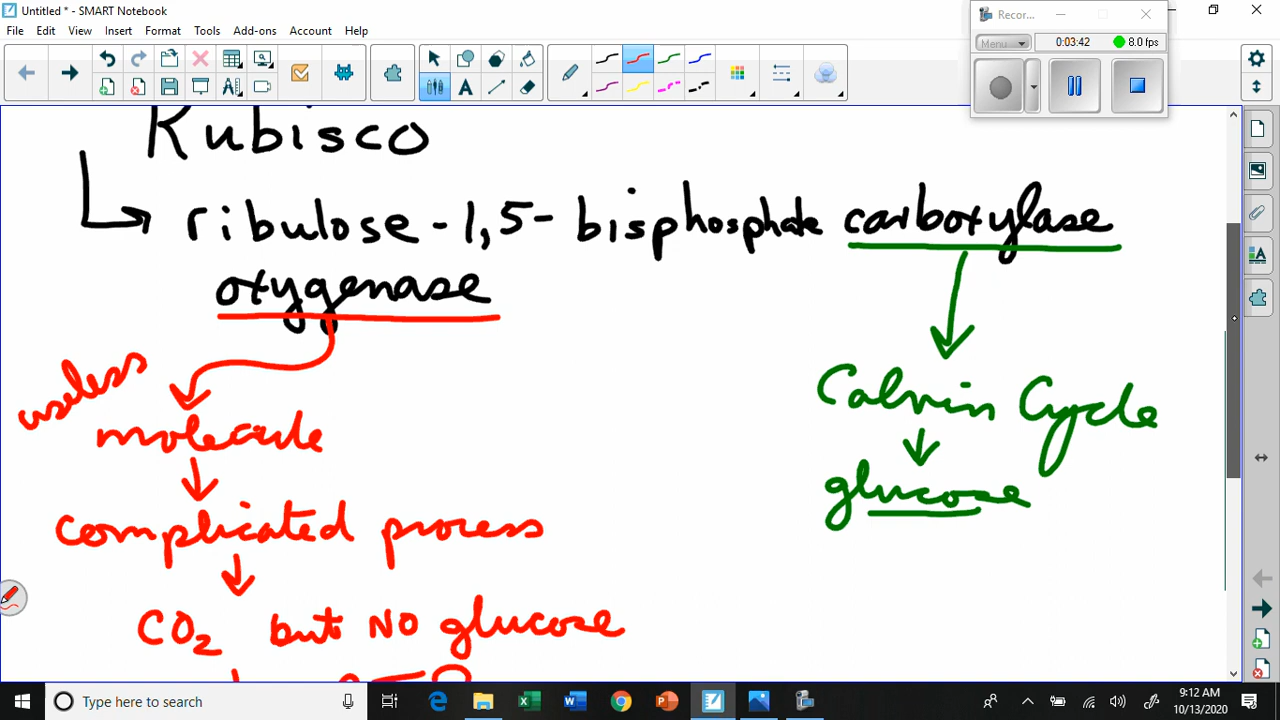 Untitled * - SMART Notebook
File Edit View Insert Format Tools Add-ons Account Help
Recor...
Menu 0:03:42 8.0 fps
Rubisco
ribulose-1,5-bisphosphate carboxylase
oxygenase
useless
molecule
complicated process
CO2 but NO glucose
Calvin Cycle
glucose
Type here to search
9:12 AM
10/13/2020